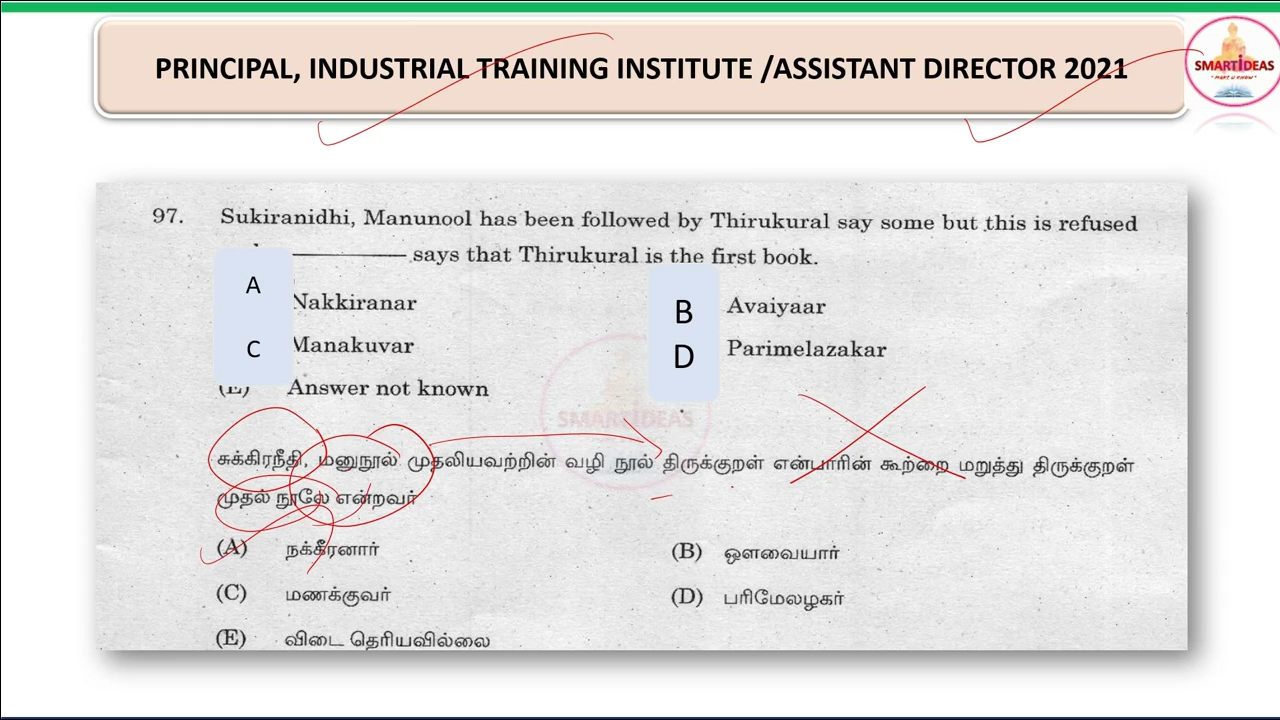 PRINCIPAL, INDUSTRIAL TRAINING INSTITUTE /ASSISTANT DIRECTOR 2021
SMARTIDEAS
97. Sukiranidhi, Manunool has been followed by Thirukural say some but this is refused
says that Thirukural is the first book.
A Nakkiranar B Avaiyaar
C Manakuvar D Parimelazakar
(E) Answer not known
SMARTIDEAS
சுக்கிரநீதி, மனுநூல் முதலியவற்றின் வழி நூல் திருக்குறள் என்பாரின் கூற்றை மறுத்து திருக்குறள்
முதல் நூலே என்றவர்
(A) நக்கீரனார் (B) ஔவையார்
(C) மணக்குவர் (D) பரிமேலழகர்
(E) விடை தெரியவில்லை